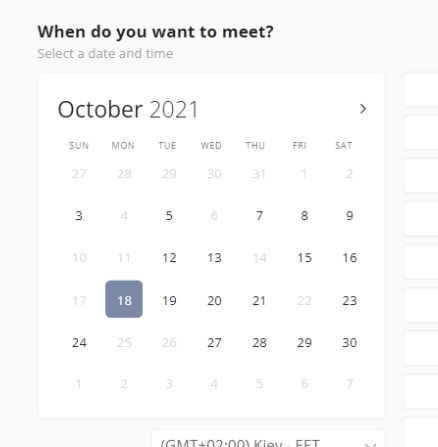 When do you want to meet?
Select a date and time
October 2021
SUN MON TUE WED THU FRI SAT
27 28 29 30 31 1 2
3 4 5 6 7 8 9
10 11 12 13 14 15 16
17 18 19 20 21 22 23
24 25 26 27 28 29 30
1 2 3 4 5 6 7
(GMT+02:00) Kiev - EET